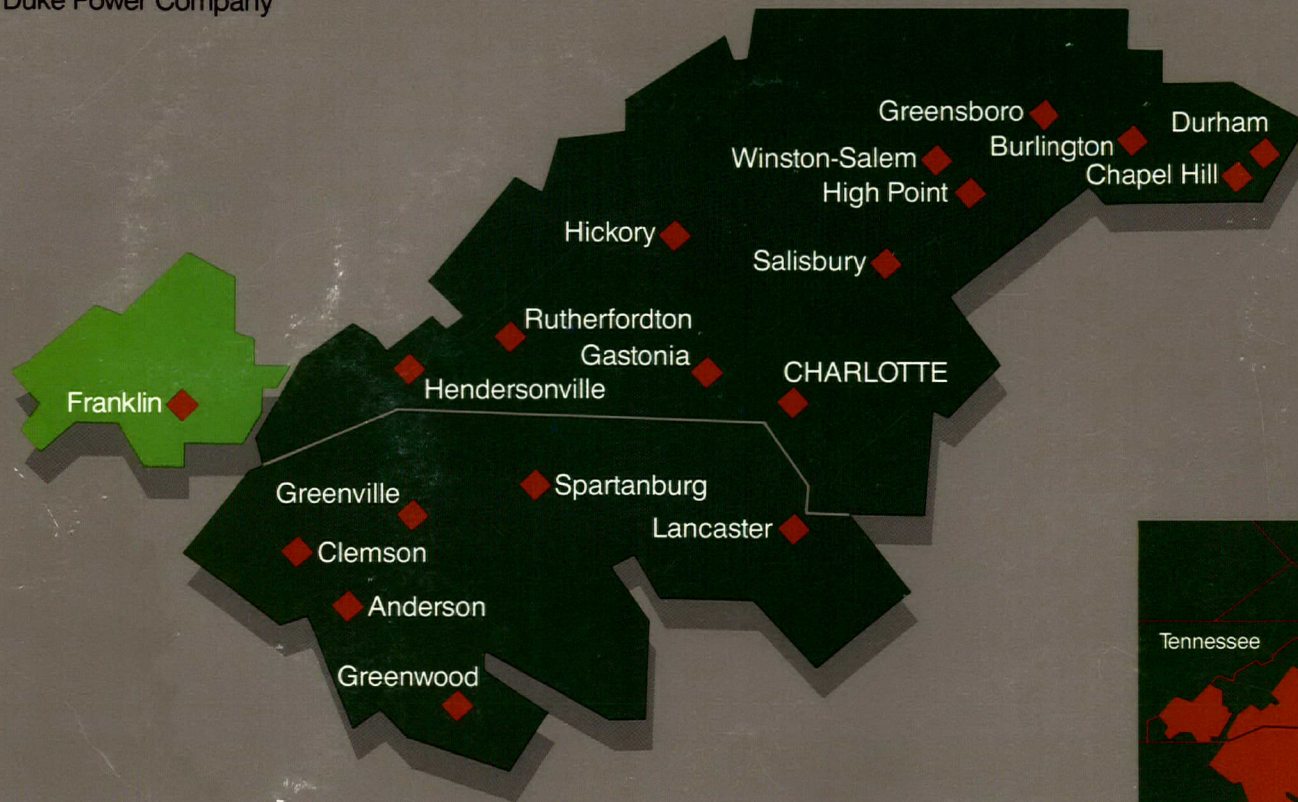 Duke Power Company
Greensboro
Durham
Burlington
Winston-Salem
Chapel Hill
High Point
Hickory
Salisbury
Rutherfordton
Gastonia
CHARLOTTE
Hendersonville
Franklin
Greenville
Spartanburg
Lancaster
Clemson
Anderson
Tennessee
Greenwood